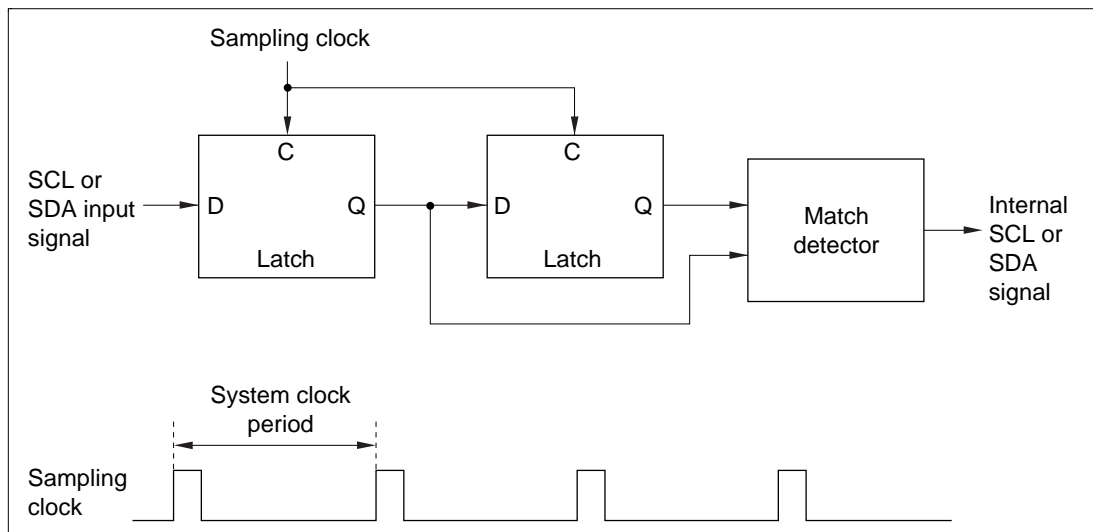 Sampling clock
C
C
SCL or
SDA input
signal
D
Q
Latch
D
Q
Latch
Match
detector
Internal
SCL or
SDA
signal
System clock
period
Sampling
clock